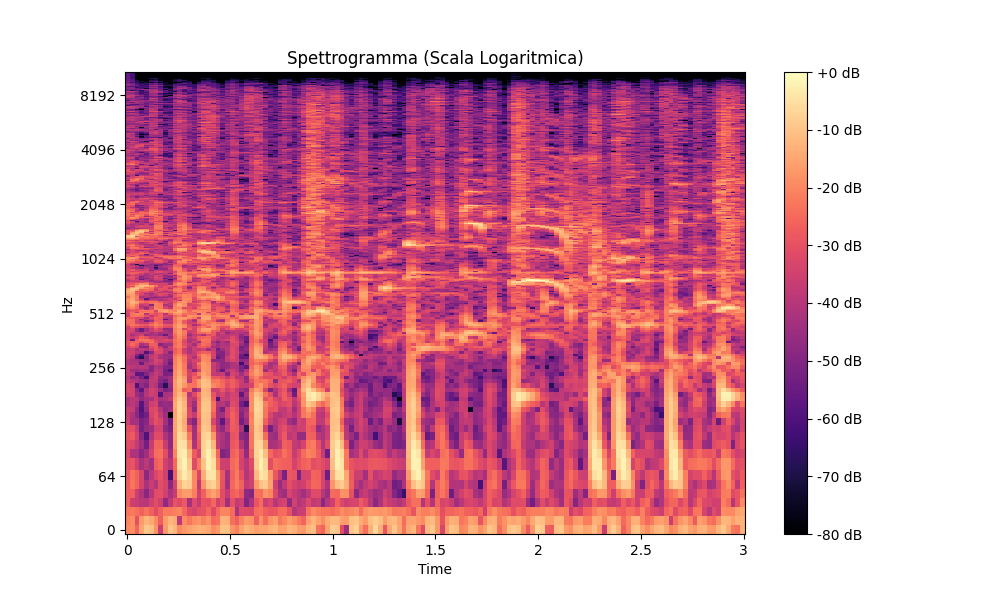 Spettrogramma (Scala Logaritmica)
Hz
8192
4096
2048
1024
512
256
128
64
0
0
0.5
1
1.5
2
2.5
3
Time
+0 dB
-10 dB
-20 dB
-30 dB
-40 dB
-50 dB
-60 dB
-70 dB
-80 dB